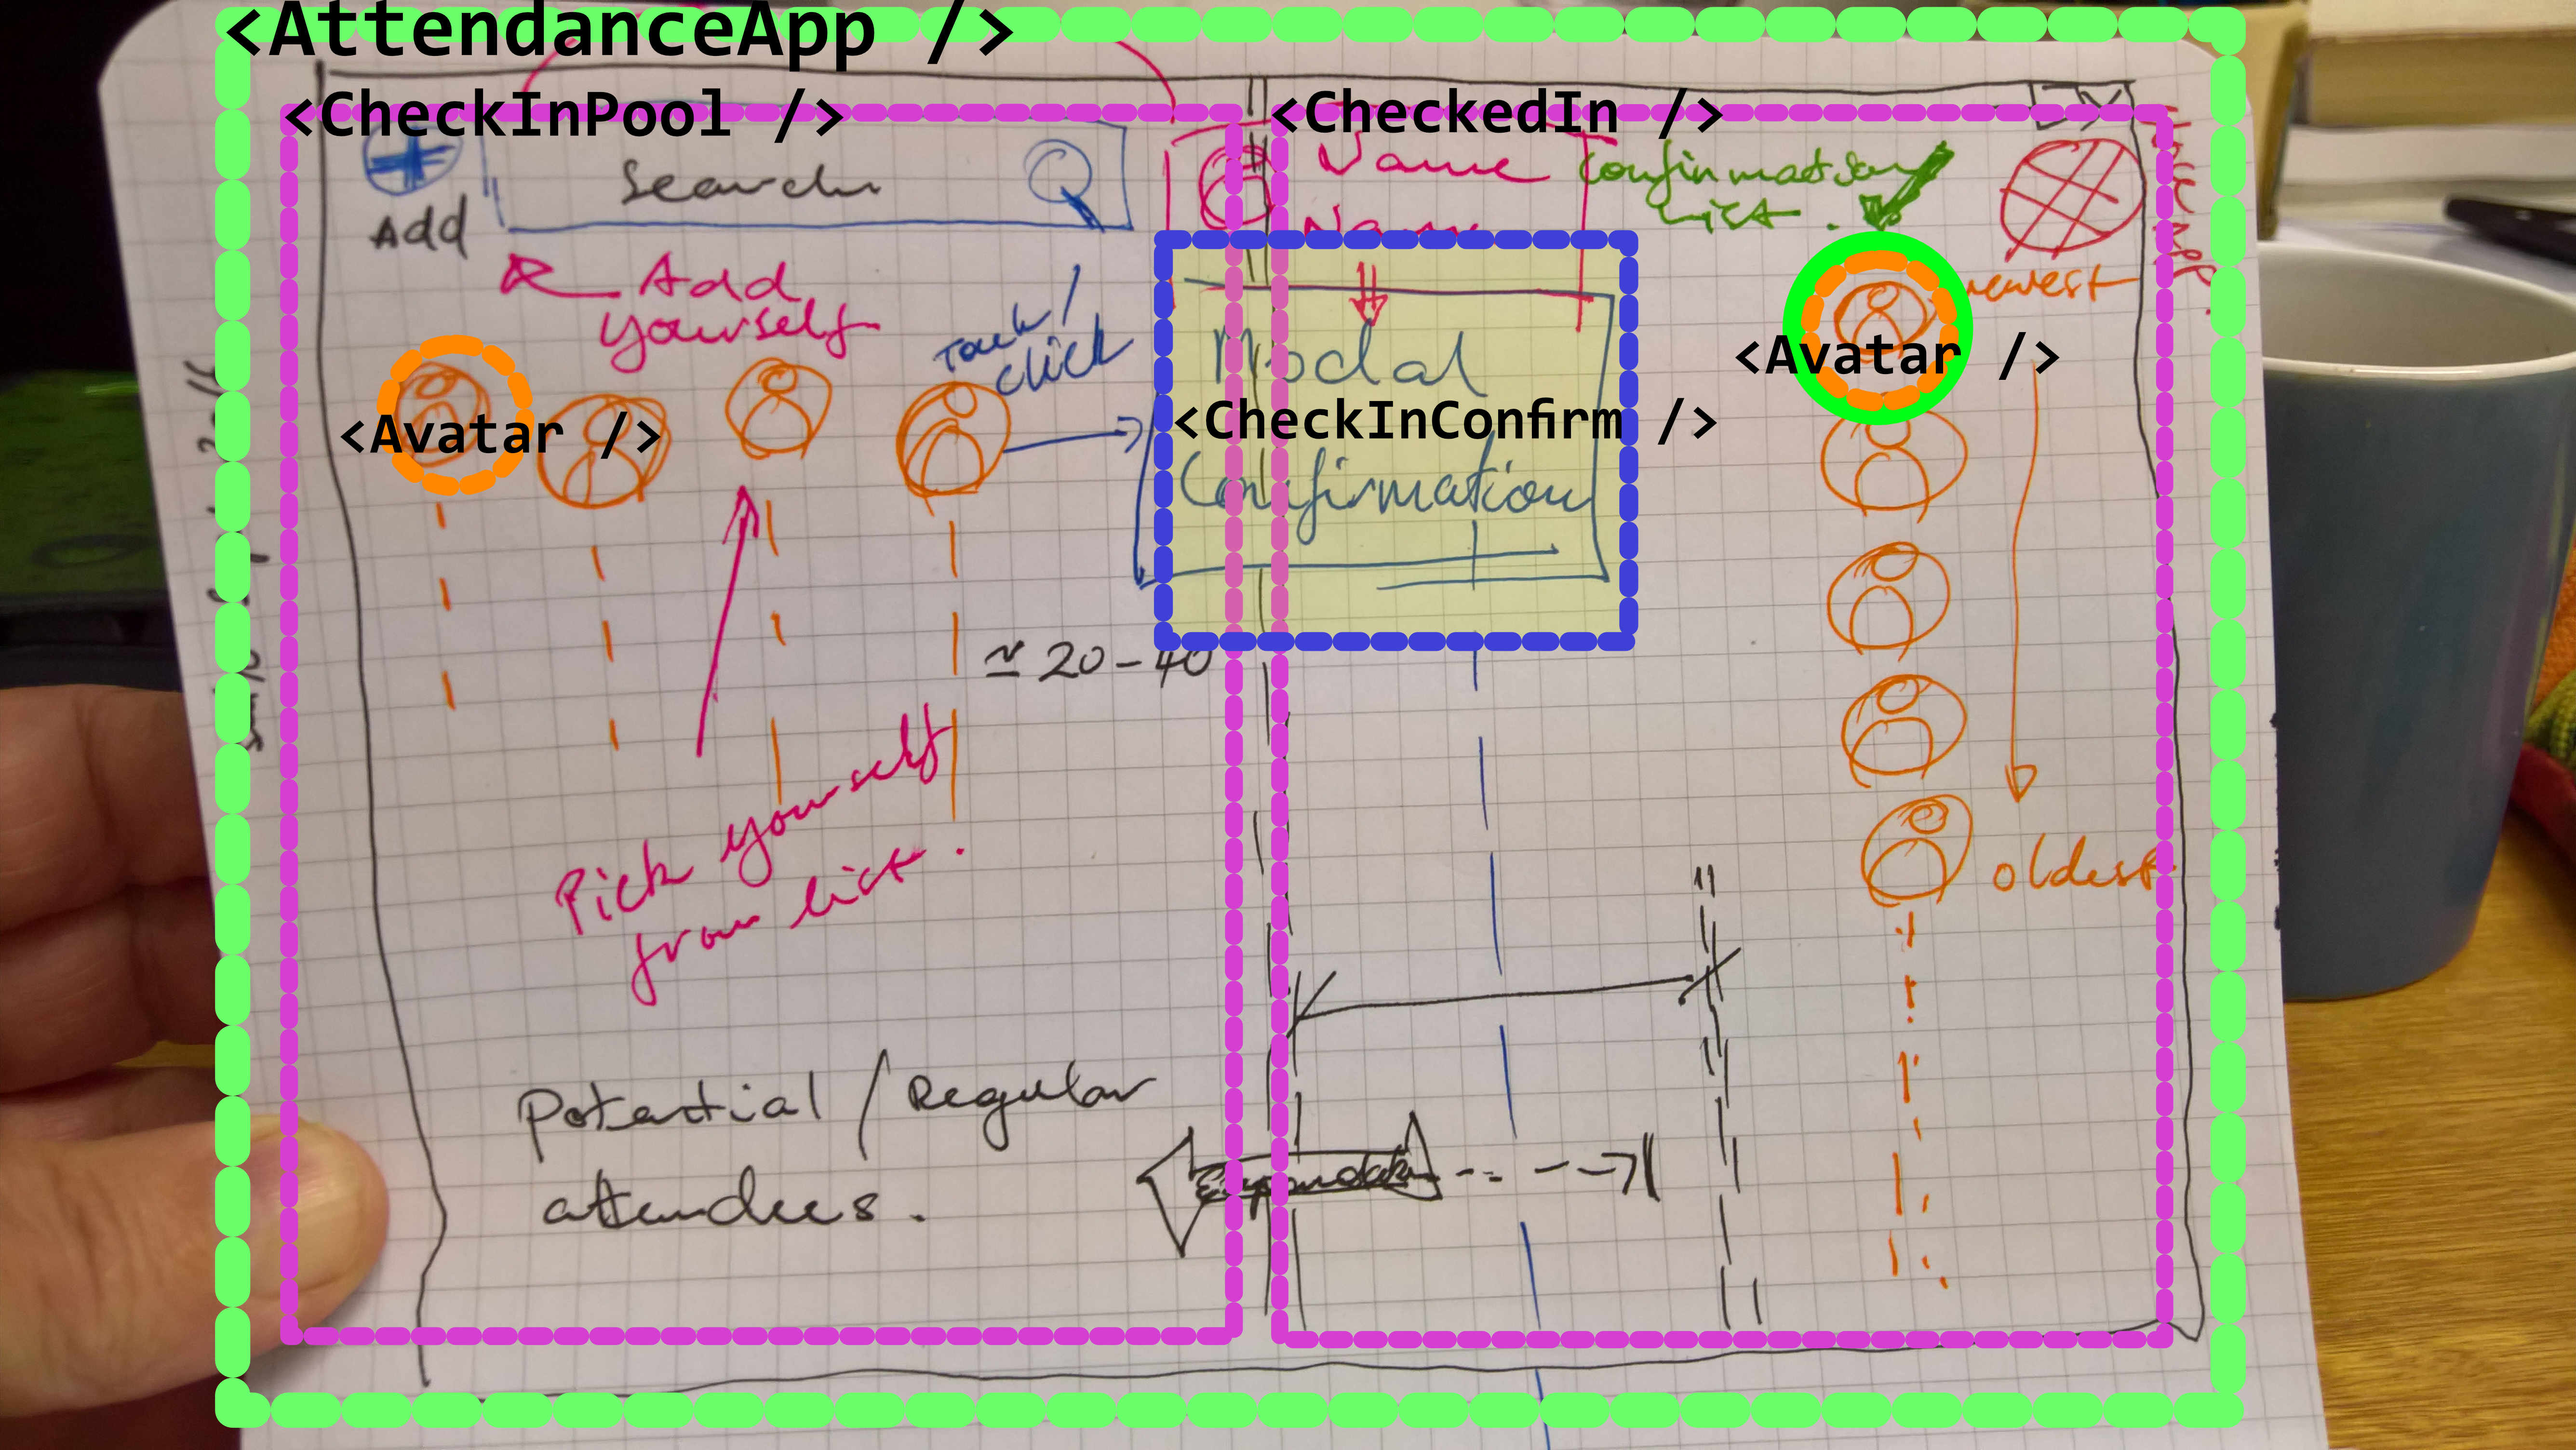 <AttendanceApp />
<CheckInPool />
<CheckedIn />
Search
Add
Name
Name
Confirmation
list.
Add
yourself
newest
Touch/
click
Modal
<Avatar />
<CheckInConfirm />
<Avatar />
Confirmation
≃ 20-40
Pick yourself
from list.
oldest
Potential / Regular
attendees.